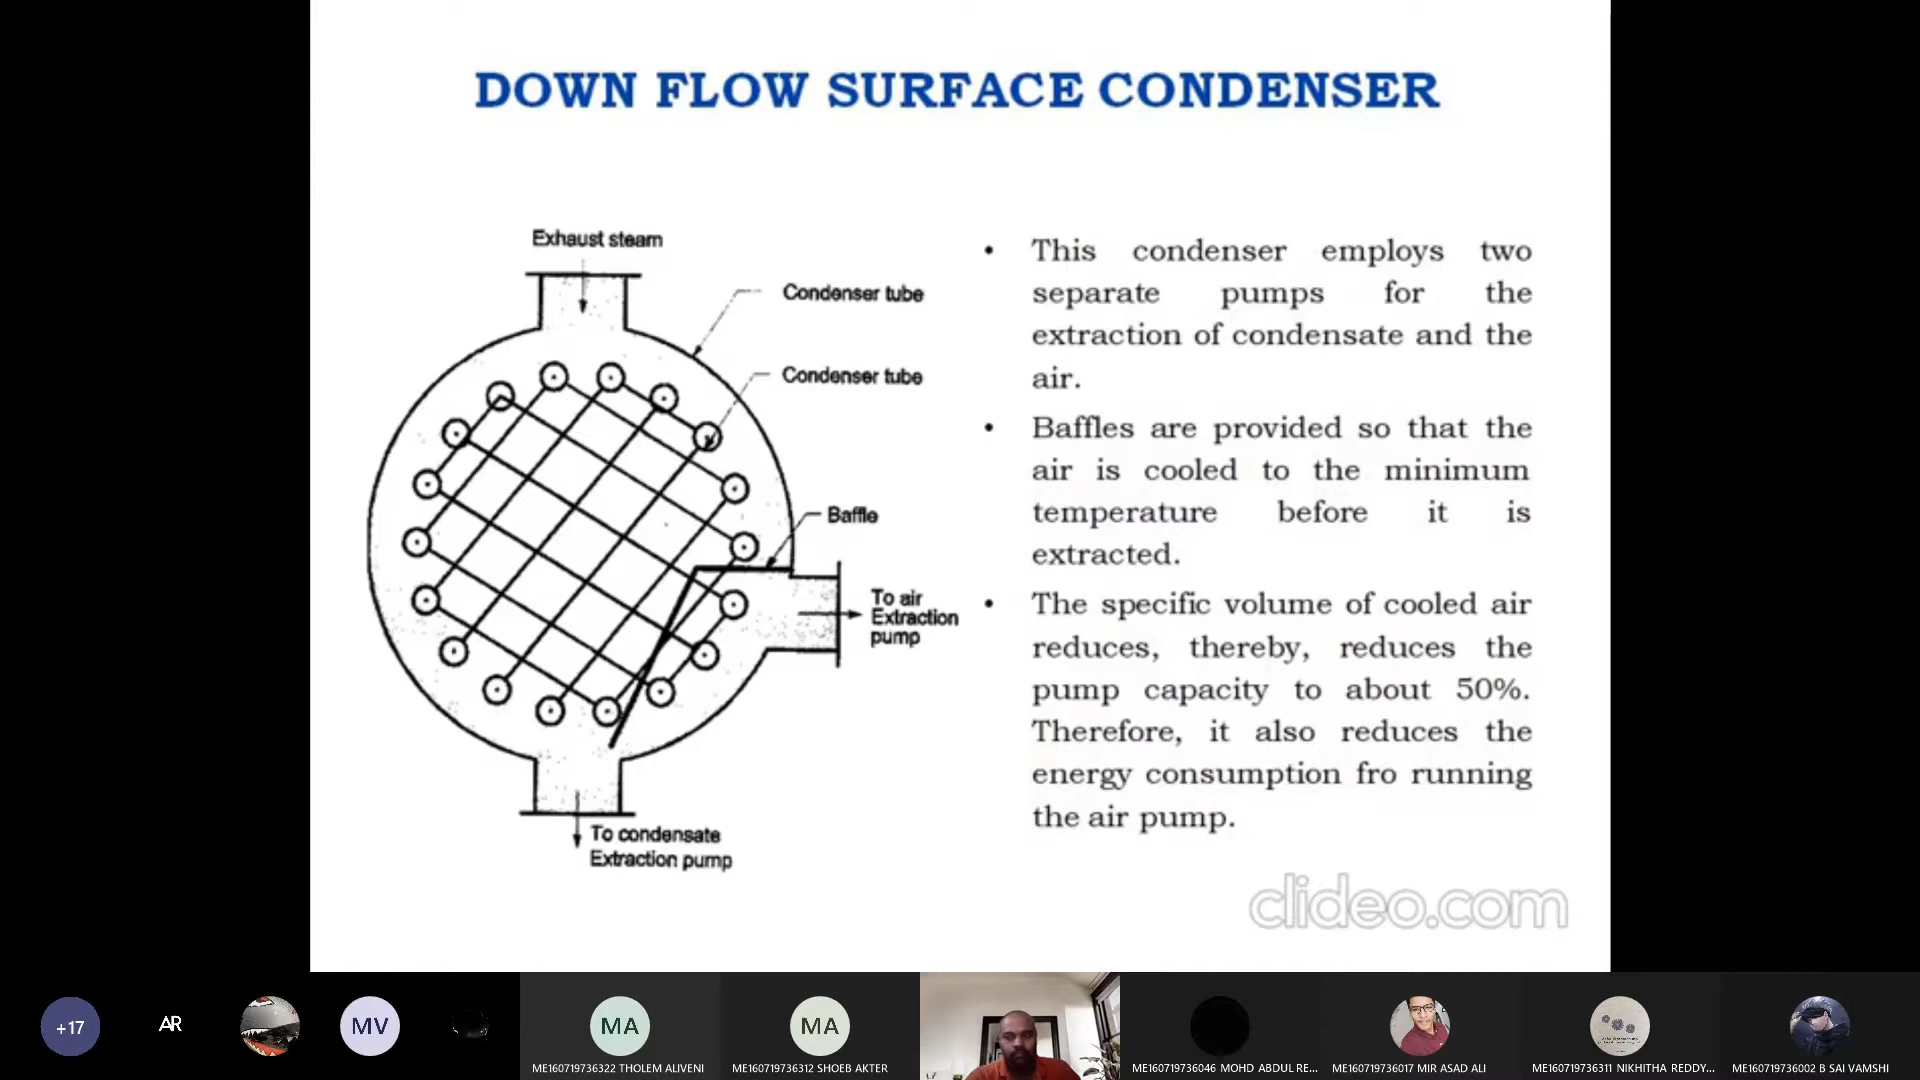 DOWN FLOW SURFACE CONDENSER
Exhaust steam
Condenser tube
Condenser tube
Baffle
To air
Extraction
pump
To condensate
Extraction pump
• This condenser employs two
separate pumps for the
extraction of condensate and the
air.
• Baffles are provided so that the
air is cooled to the minimum
temperature before it is
extracted.
• The specific volume of cooled air
reduces, thereby, reduces the
pump capacity to about 50%.
Therefore, it also reduces the
energy consumption fro running
the air pump.
clideo.com
+17
AR
MV
MA
ME160719736322 THOLEM ALIVENI
MA
ME160719736312 SHOEB AKTER
ME160719736046 MOHD ABDUL RE...
ME160719736017 MIR ASAD ALI
ME160719736311 NIKHITHA REDDY...
ME160719736002 B SAI VAMSHI